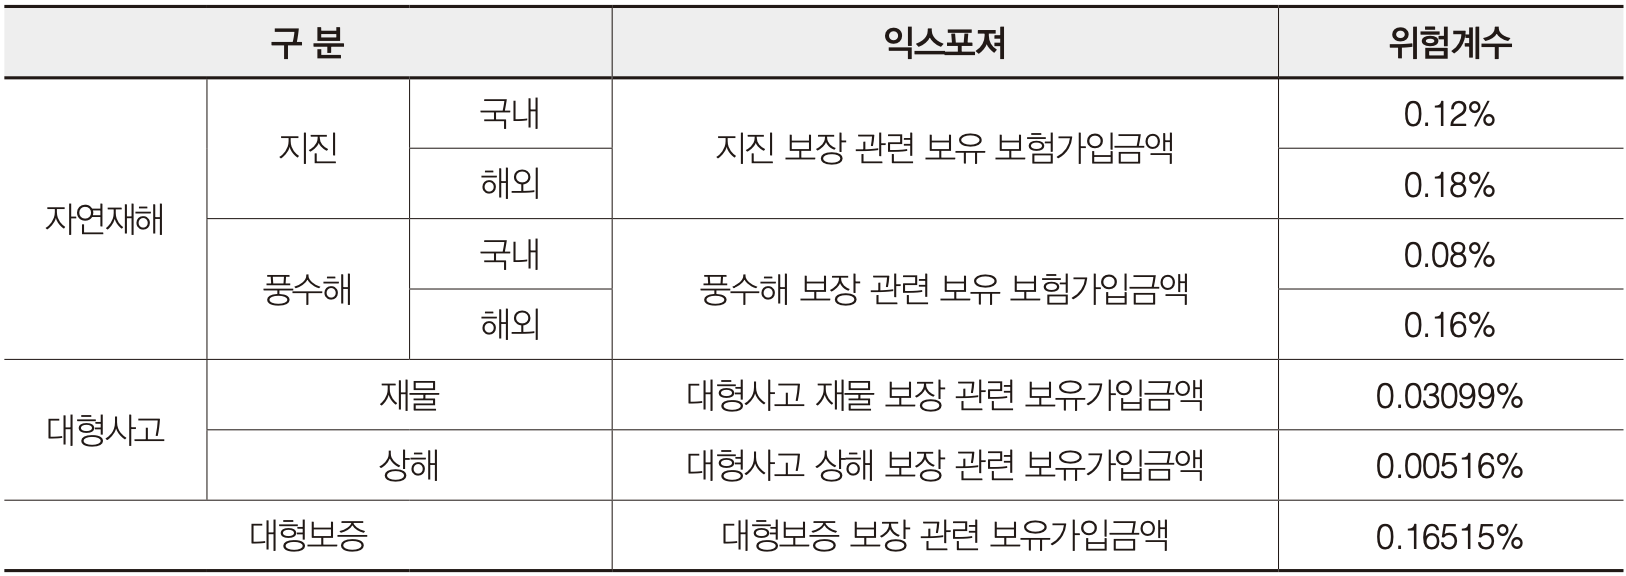 구 분 익스포져 위험계수
자연재해 지진 국내 지진 보장 관련 보유 보험가입금액 0.12%
해외 0.18%
풍수해 국내 풍수해 보장 관련 보유 보험가입금액 0.08%
해외 0.16%
대형사고 재물 대형사고 재물 보장 관련 보유가입금액 0.03099%
상해 대형사고 상해 보장 관련 보유가입금액 0.00516%
대형보증 대형보증 보장 관련 보유가입금액 0.16515%